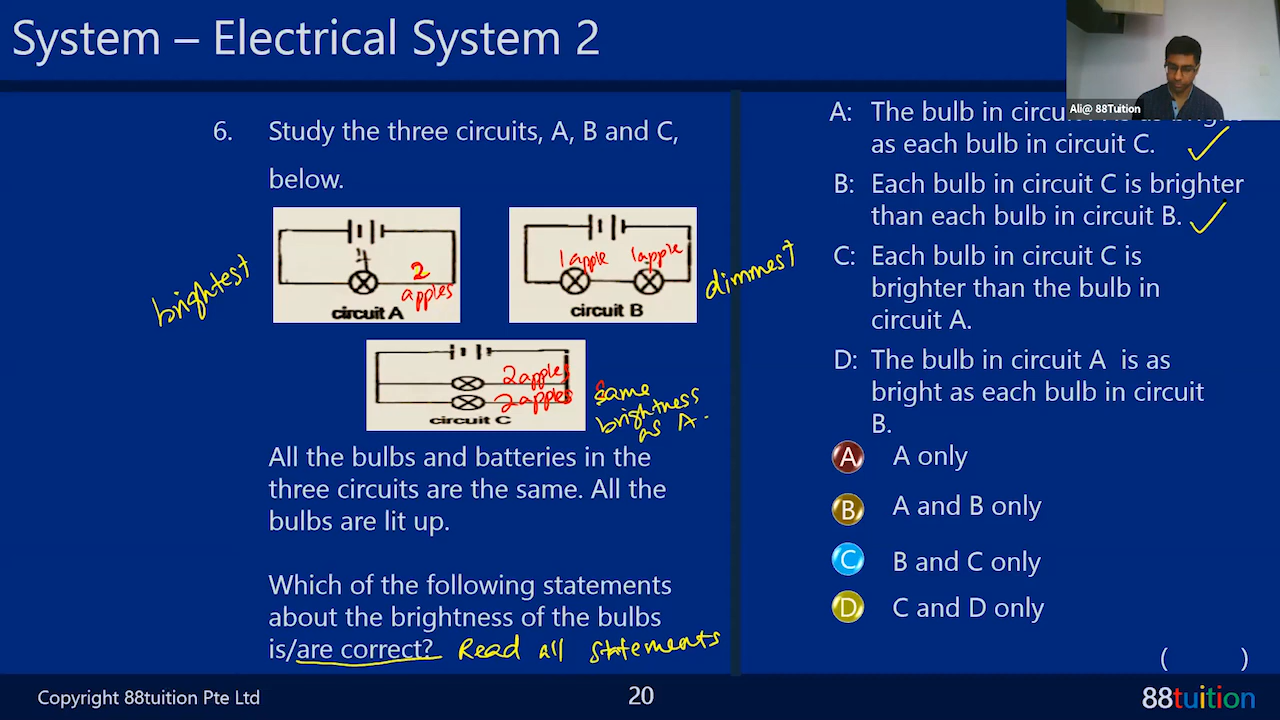 System – Electrical System 2
Ali@ 88Tuition
6. Study the three circuits, A, B and C,
below.
brightest
2
apples
circuit A
1 apple
1 apple
circuit B
dimmest
2 apples
2 apples
circuit C
same
brightness
as A.
All the bulbs and batteries in the
three circuits are the same. All the
bulbs are lit up.
Which of the following statements
about the brightness of the bulbs
is/are correct? Read all statements
A: The bulb in
as each bulb in circuit C.
B: Each bulb in circuit C is brighter
than each bulb in circuit B.
C: Each bulb in circuit C is
brighter than the bulb in
circuit A.
D: The bulb in circuit A is as
bright as each bulb in circuit
B.
A A only
B A and B only
C B and C only
D C and D only
( )
Copyright 88tuition Pte Ltd
20
88tuition